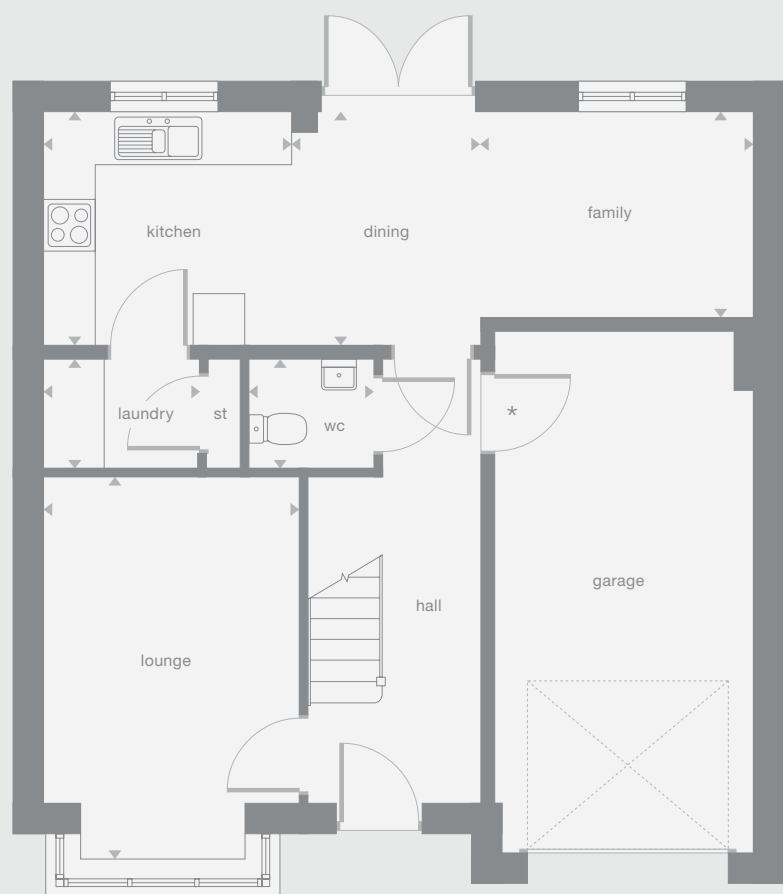 family
kitchen
dining
laundry
st
wc
*
garage
hall
lounge